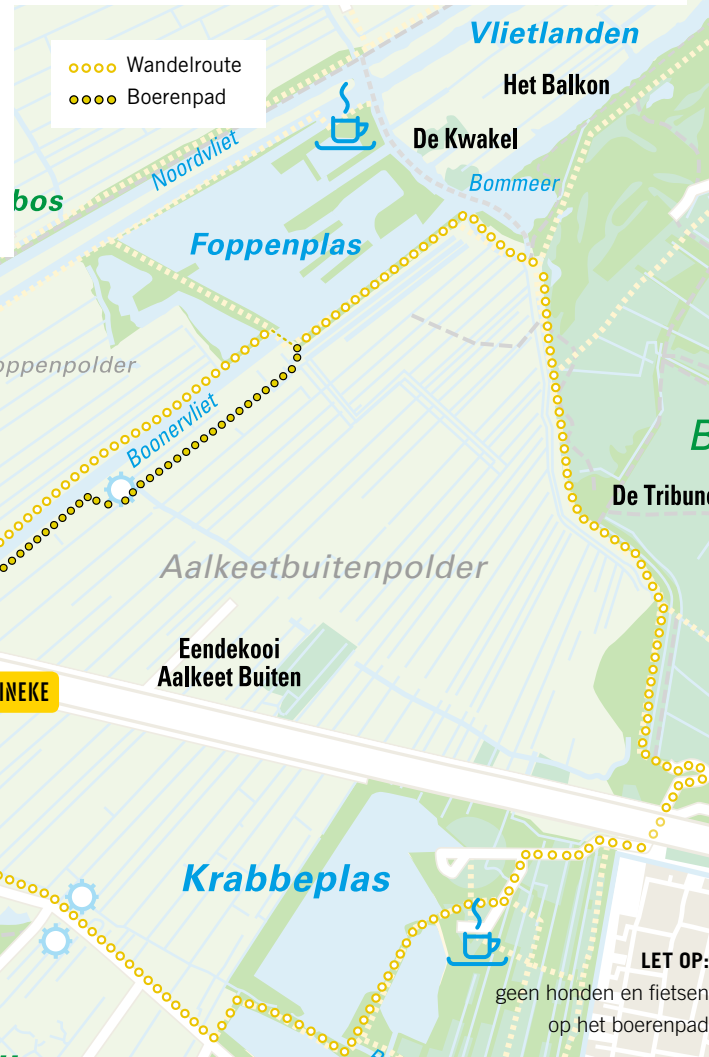 Wandelroute
Boerenpad
Vlietlanden
Het Balkon
De Kwakel
Noordvliet
Bommeer
bos
Foppenplas
oppenpolder
Boonervliet
B
De Tribune
Aalkeetbuitenpolder
Eendekooi
Aalkeet Buiten
NEKE
Krabbeplas
LET OP:
geen honden en fietsen
op het boerenpad